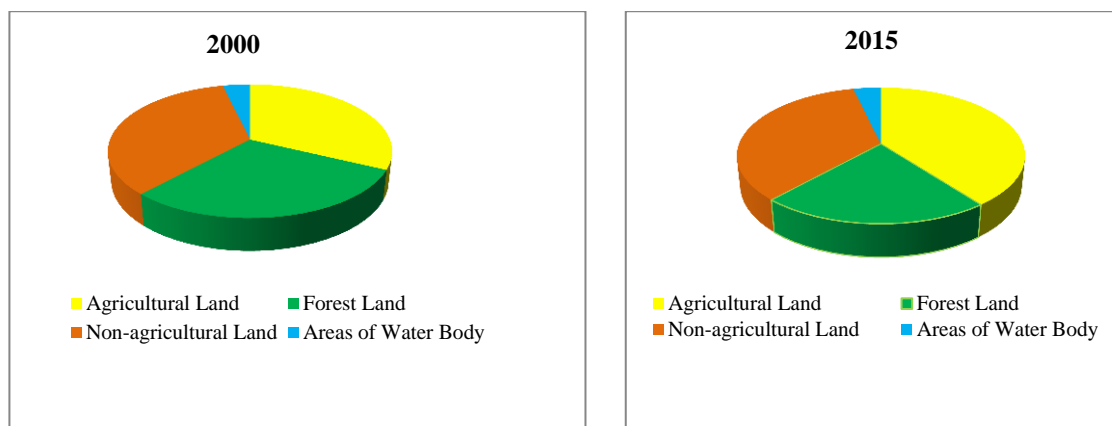 2000
Agricultural Land Forest Land
Non-agricultural Land Areas of Water Body
2015
Agricultural Land Forest Land
Non-agricultural Land Areas of Water Body